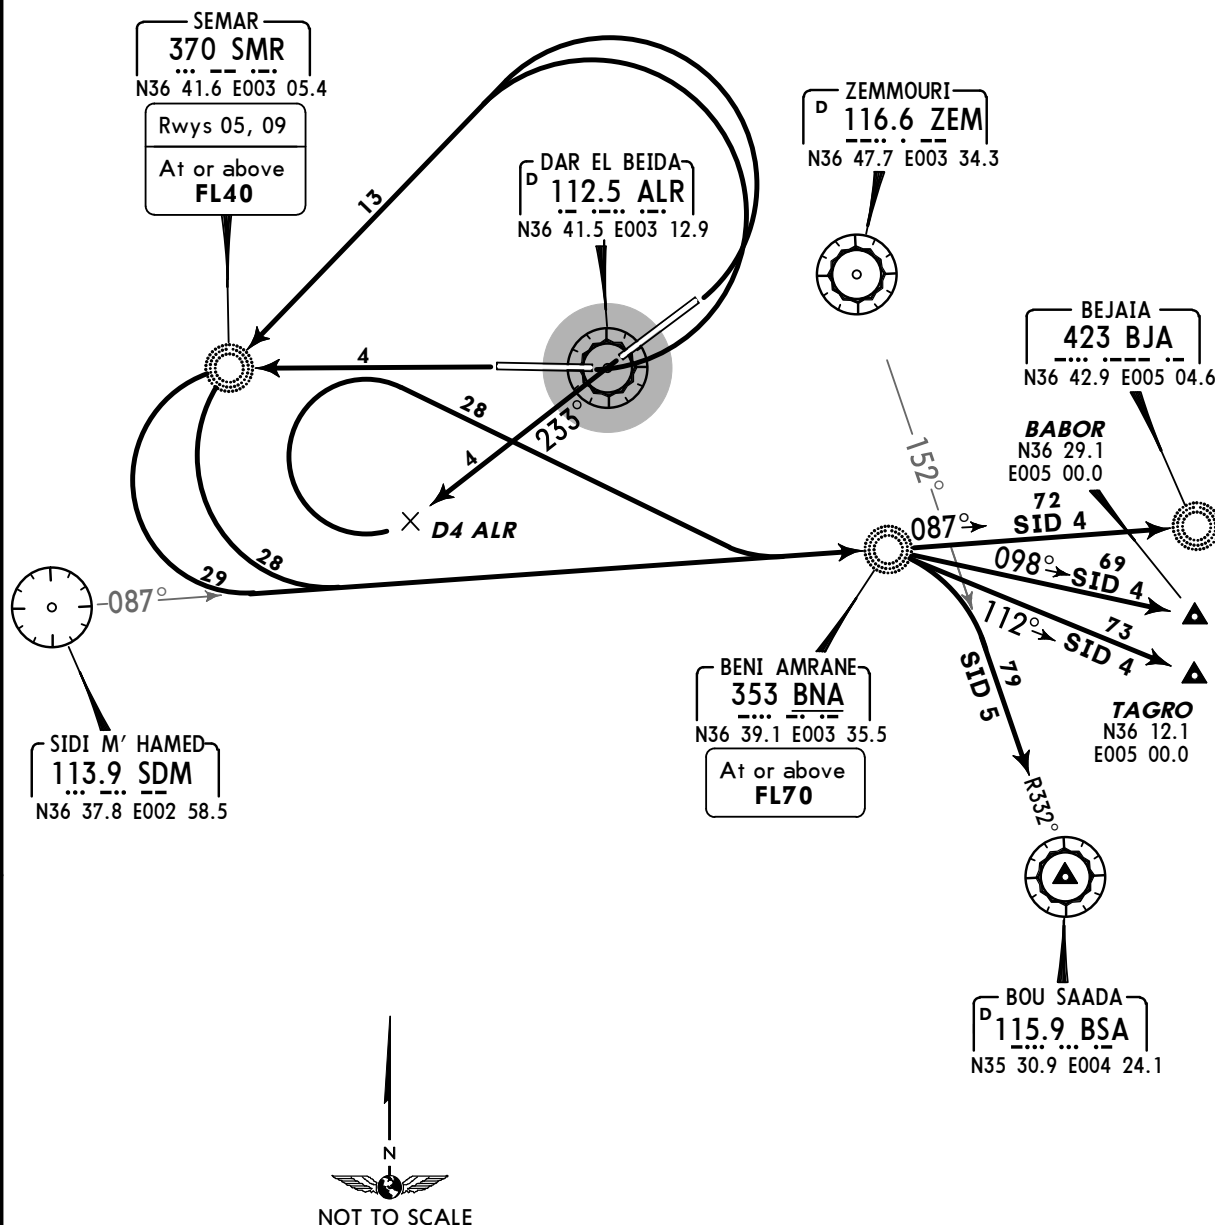 SEMAR
370 SMR
N36 41.6 E003 05.4
Rwys 05, 09
At or above
FL40
ZEMMOURI
D 116.6 ZEM
N36 47.7 E003 34.3
DAR EL BEIDA
D 112.5 ALR
N36 41.5 E003 12.9
13
4
28
233°
4
D4 ALR
BEJAIA
423 BJA
N36 42.9 E005 04.6
BABOR
N36 29.1
E005 00.0
152°
087°
72
SID 4
098°
69
SID 4
112°
73
SID 4
79
SID 5
R332°
28
29
087°
BENI AMRANE
353 BNA
N36 39.1 E003 35.5
At or above
FL70
TAGRO
N36 12.1
E005 00.0
SIDI M' HAMED
113.9 SDM
N36 37.8 E002 58.5
BOU SAADA
D 115.9 BSA
N35 30.9 E004 24.1
N
NOT TO SCALE